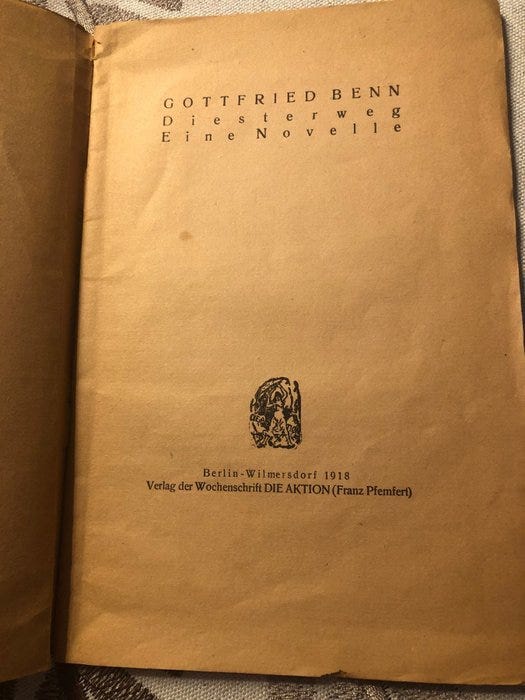 GOTTFRIED BENN
Diesterweg
Eine Novelle
Berlin-Wilmersdorf 1918
Verlag der Wochenschrift DIE AKTION (Franz Pfemfert)